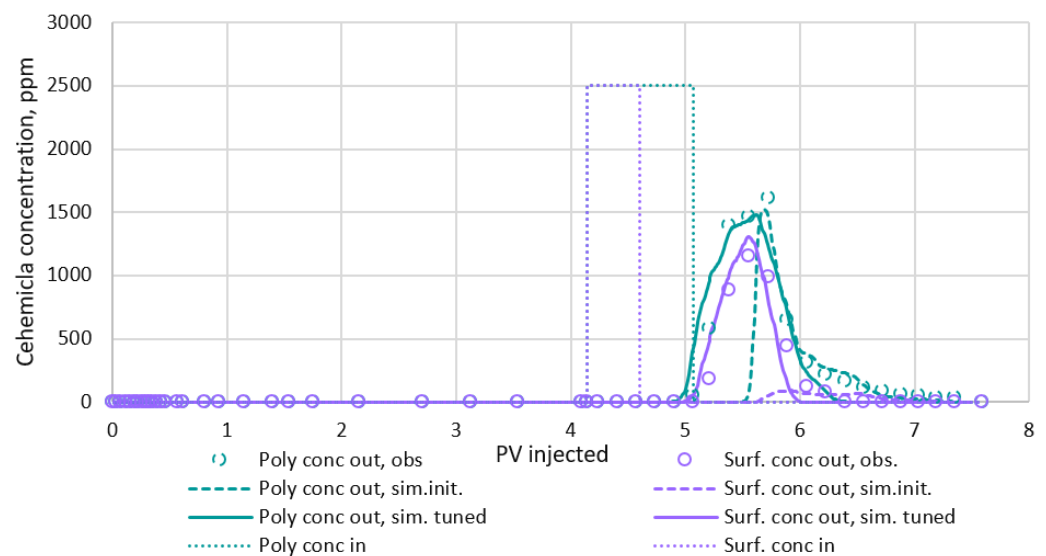 3000
2500
2000
1500
1000
500
0
Cehemicla concentration, ppm
0 1 2 3 4 5 6 7 8
PV injected
Poly conc out, obs Surf. conc out, obs.
Poly conc out, sim.init. Surf. conc out, sim.init.
Poly conc out, sim. tuned Surf. conc out, sim. tuned
Poly conc in Surf. conc in